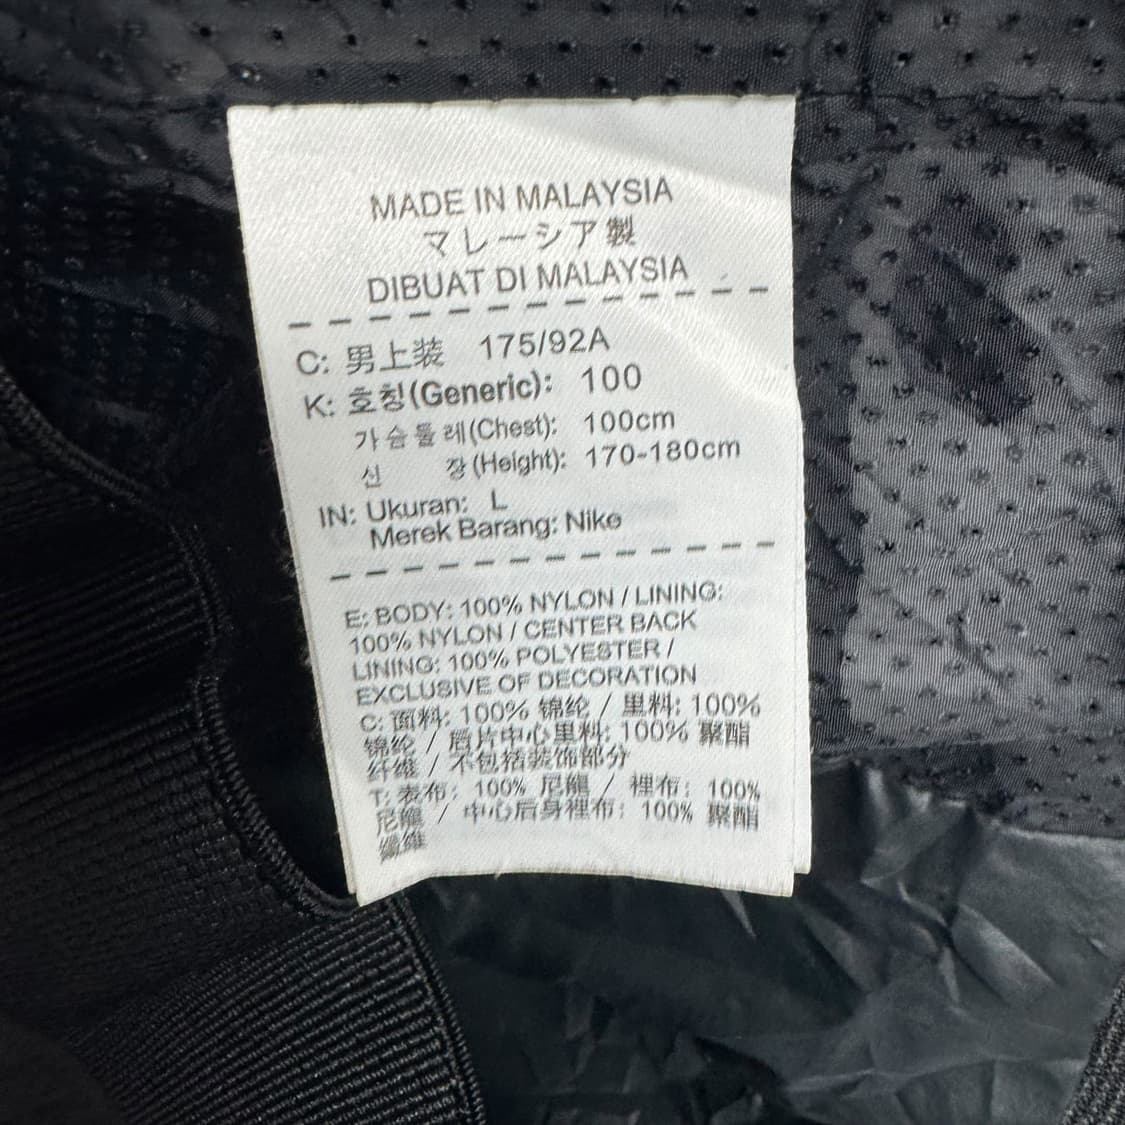 MADE IN MALAYSIA
マレーシア製
DIBUAT DI MALAYSIA
C: 男上装 175/92A
K: 호칭(Generic): 100
가슴둘레(Chest): 100cm
신 장(Height): 170-180cm
IN: Ukuran: L
Merek Barang: Nike
E: BODY: 100% NYLON / LINING:
100% NYLON / CENTER BACK
LINING: 100% POLYESTER /
EXCLUSIVE OF DECORATION
C: 面料: 100% 锦纶 / 里料: 100%
锦纶 / 后片中心里料: 100% 聚酯
纤维 / 不包括装饰部分
T: 表布: 100% 尼龍 / 裡布: 100%
尼龍 / 中心后身裡布: 100% 聚酯
纖維